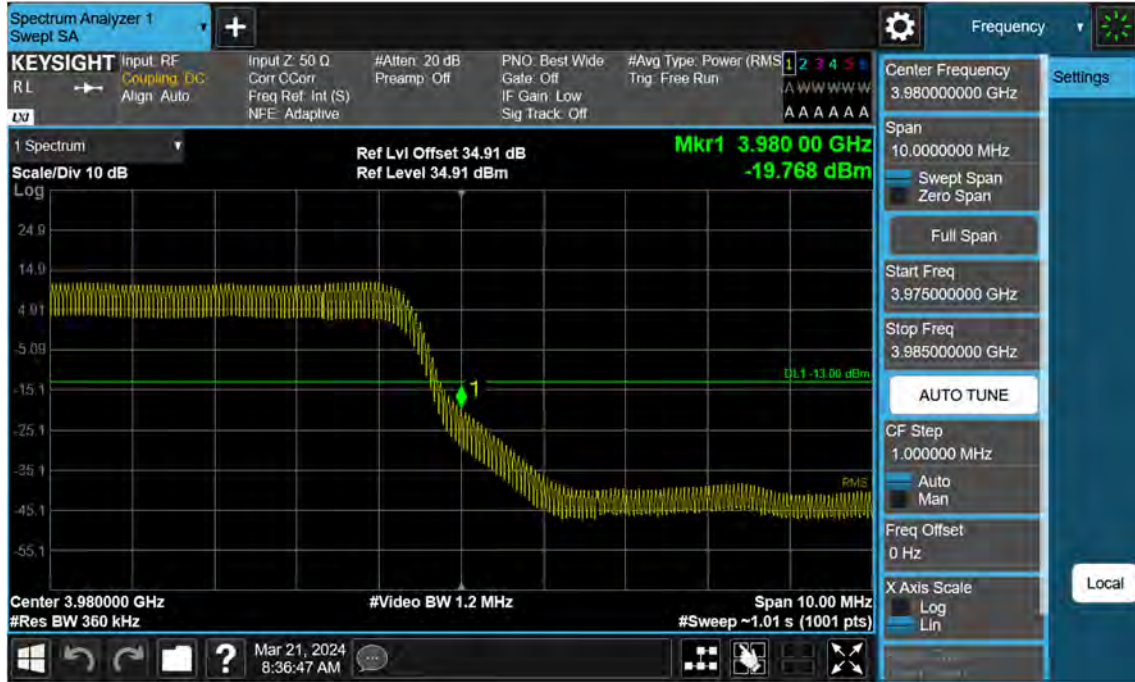 Spectrum Analyzer 1
Swept SA
Frequency
KEYSIGHT
RL
LXI
Input: RF
Coupling: DC
Align: Auto
Input Z: 50 Ω
Corr CCorr
Freq Ref: Int (S)
NFE: Adaptive
#Atten: 20 dB
Preamp: Off
PNO: Best Wide
Gate: Off
IF Gain: Low
Sig Track: Off
#Avg Type: Power (RMS
Trig: Free Run
1 2 3 4 5 6
A W W W W W
A A A A A A
1 Spectrum
Scale/Div 10 dB
Log
Ref Lvl Offset 34.91 dB
Ref Level 34.91 dBm
Mkr1 3.980 00 GHz
-19.768 dBm
24.9
14.9
4.91
-5.09
-15.1
-25.1
-35.1
-45.1
-55.1
DL1 -13.00 dBm
1
RMS
Center 3.980000 GHz
#Res BW 360 kHz
#Video BW 1.2 MHz
Span 10.00 MHz
#Sweep ~1.01 s (1001 pts)
Center Frequency
3.980000000 GHz
Span
10.0000000 MHz
Swept Span
Zero Span
Full Span
Start Freq
3.975000000 GHz
Stop Freq
3.985000000 GHz
AUTO TUNE
CF Step
1.000000 MHz
Auto
Man
Freq Offset
0 Hz
X Axis Scale
Log
Lin
Settings
Local
?
Mar 21, 2024
8:36:47 AM